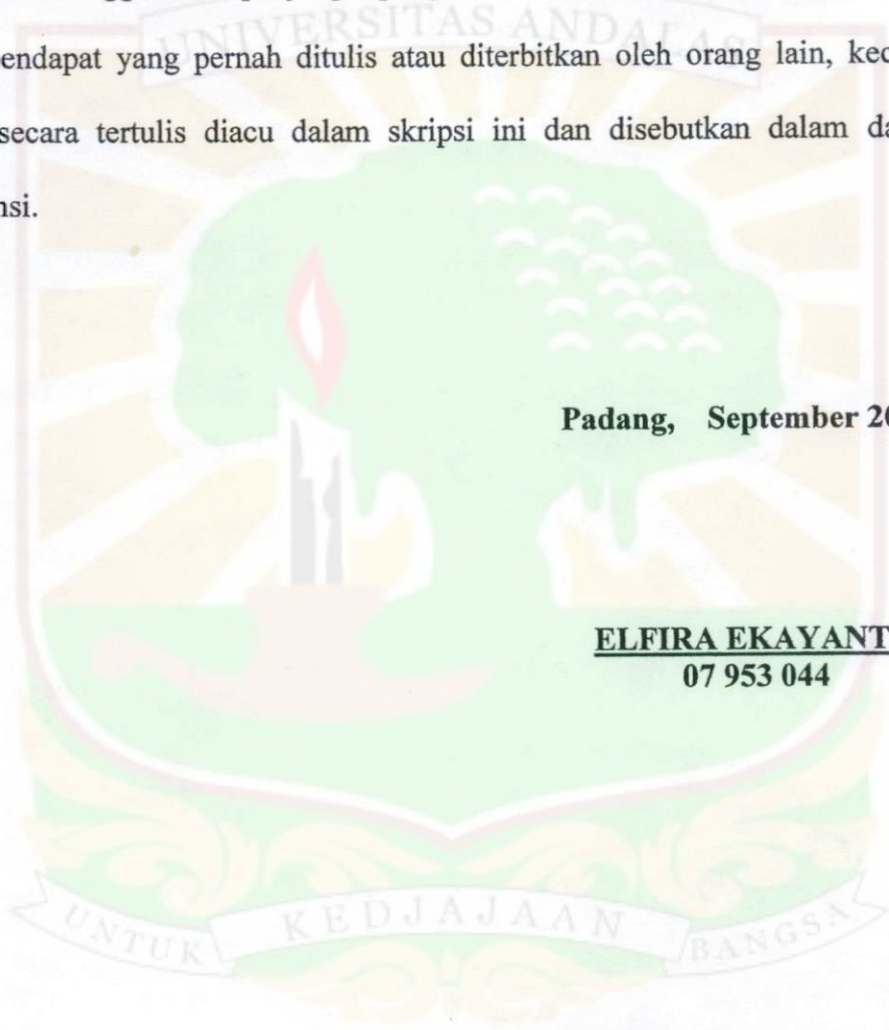 UNIVERSITAS ANDALAS
endapat yang pernah ditulis atau diterbitkan oleh orang lain, kec
secara tertulis diacu dalam skripsi ini dan disebutkan dalam da
nsi.
Padang, September 20
ELFIRA EKAYANT
07 953 044
UNTUK KEDJAJAAN BANGSA